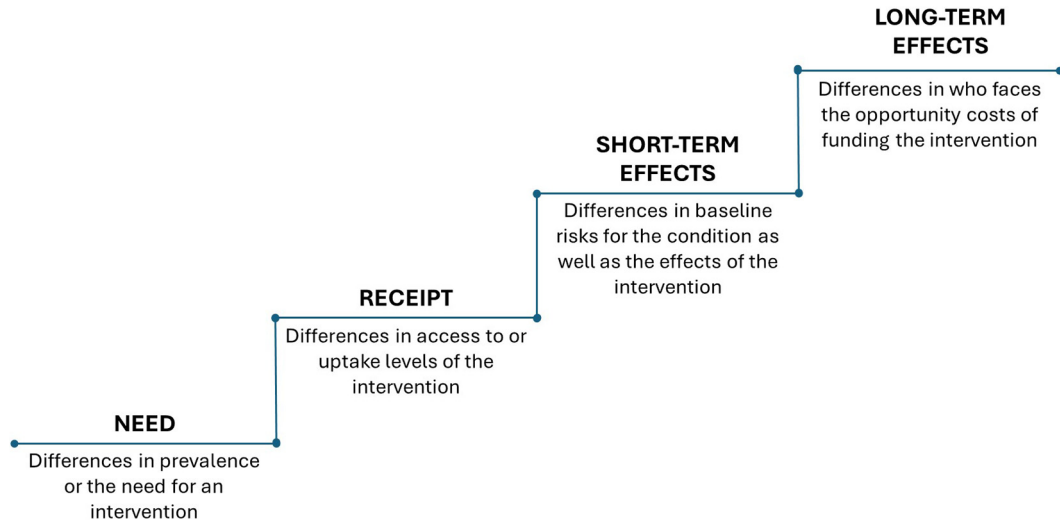 NEED
Differences in prevalence
or the need for an
intervention
RECEIPT
Differences in access to or
uptake levels of the
intervention
SHORT-TERM
EFFECTS
Differences in baseline
risks for the condition as
well as the effects of the
intervention
LONG-TERM
EFFECTS
Differences in who faces
the opportunity costs of
funding the intervention